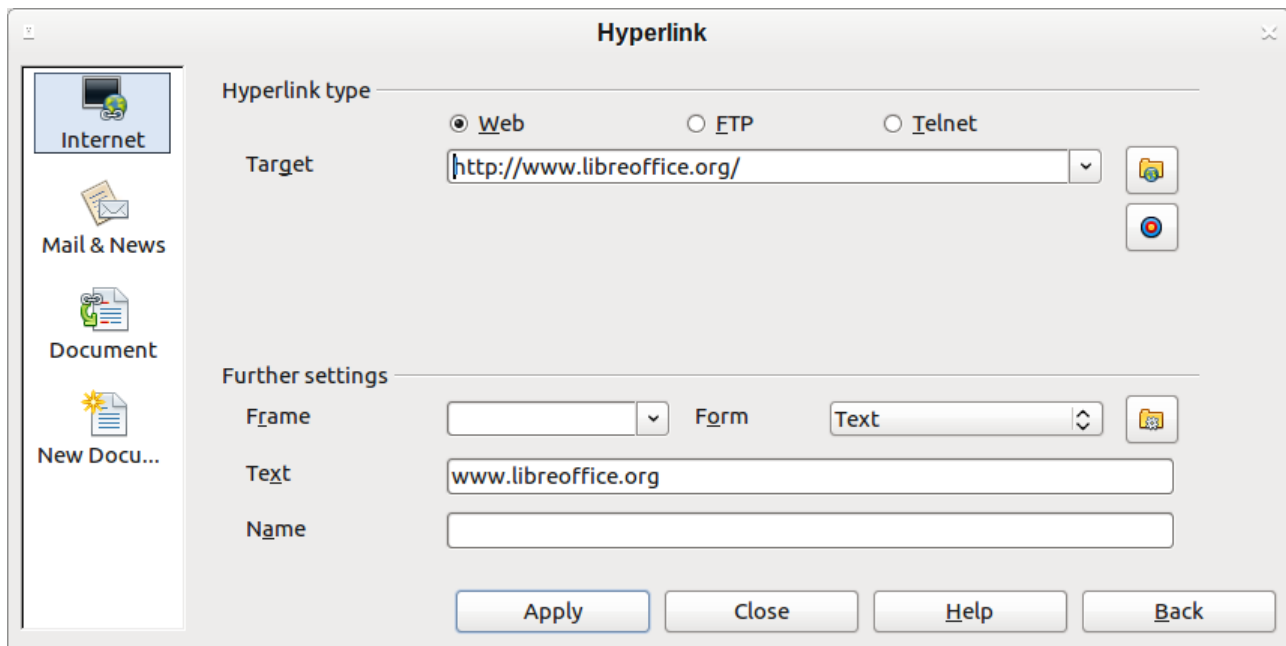 Hyperlink
Internet
Mail & News
Document
New Docu...
Hyperlink type
Web FTP Telnet
Target http://www.libreoffice.org/
Further settings
Frame Form Text
Text www.libreoffice.org
Name
Apply Close Help Back